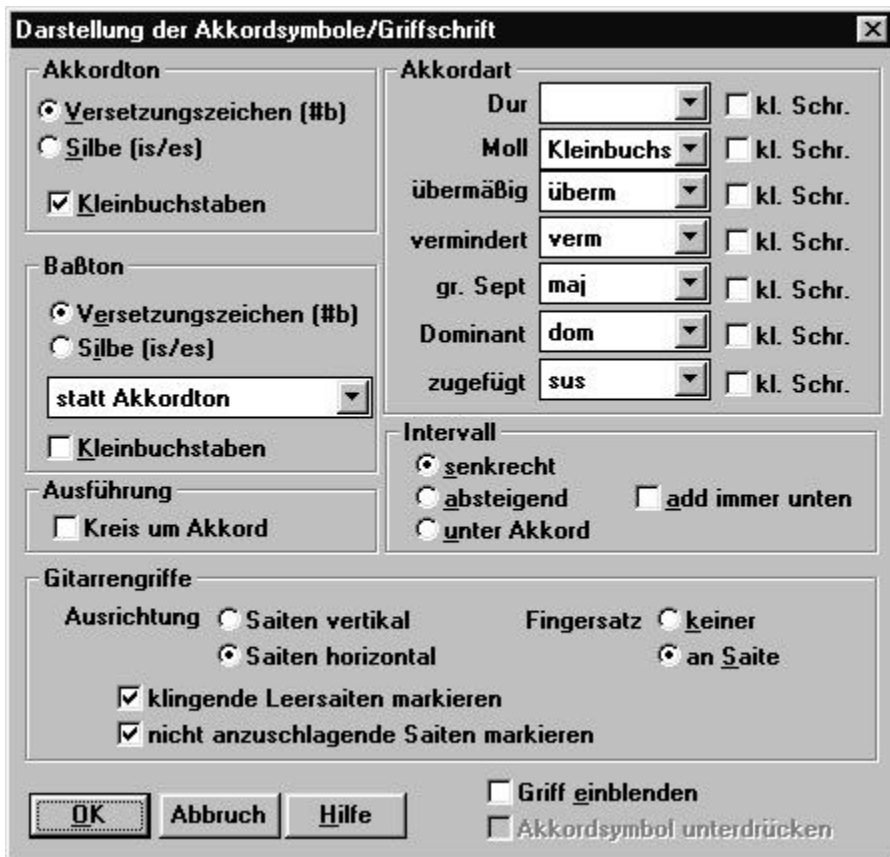 Darstellung der Akkordsymbole/Griffschrift
Akkordton
Versetzungszeichen (#b)
Silbe (is/es)
Kleinbuchstaben
Baßton
Versetzungszeichen (#b)
Silbe (is/es)
statt Akkordton
Kleinbuchstaben
Ausführung
Kreis um Akkord
Akkordart
Dur kl. Schr.
Moll Kleinbuchs kl. Schr.
übermäßig überm kl. Schr.
vermindert verm kl. Schr.
gr. Sept maj kl. Schr.
Dominant dom kl. Schr.
zugefügt sus kl. Schr.
Intervall
senkrecht
absteigend add immer unten
unter Akkord
Gitarrengriffe
Ausrichtung Saiten vertikal Fingersatz keiner
Saiten horizontal an Saite
klingende Leersaiten markieren
nicht anzuschlagende Saiten markieren
OK Abbruch Hilfe
Griff einblenden
Akkordsymbol unterdrücken